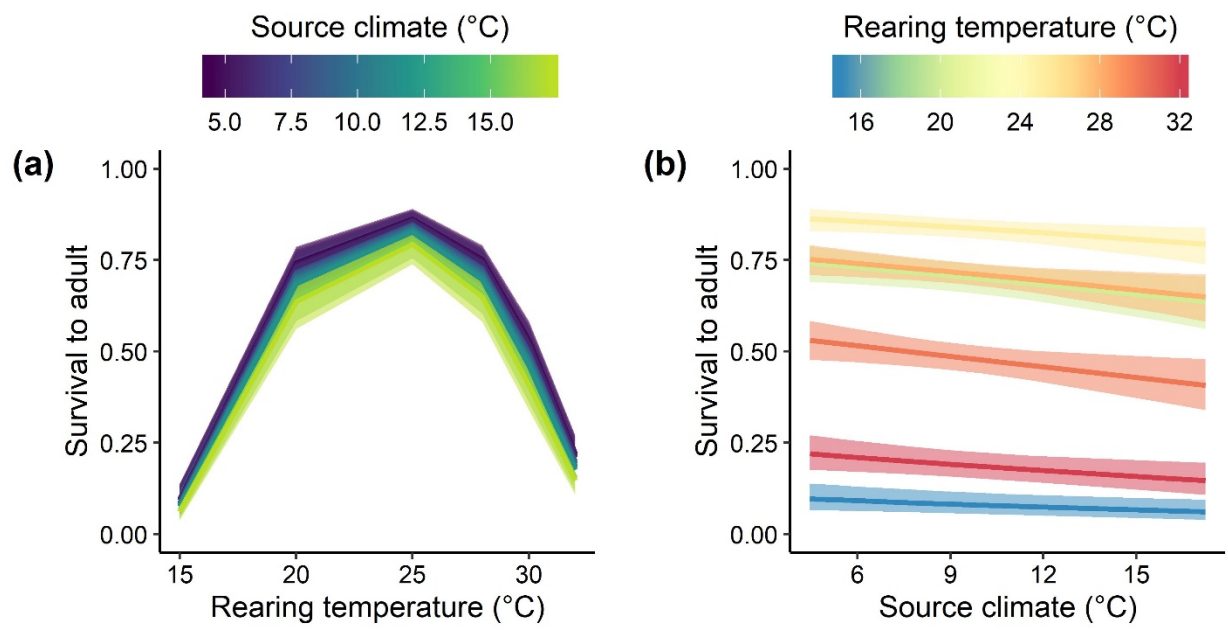 Source climate (°C)
5.0 7.5 10.0 12.5 15.0
(a)
Survival to adult
1.00
0.75
0.50
0.25
0.00
15 20 25 30
Rearing temperature (°C)
Rearing temperature (°C)
16 20 24 28 32
(b)
Survival to adult
1.00
0.75
0.50
0.25
0.00
6 9 12 15
Source climate (°C)